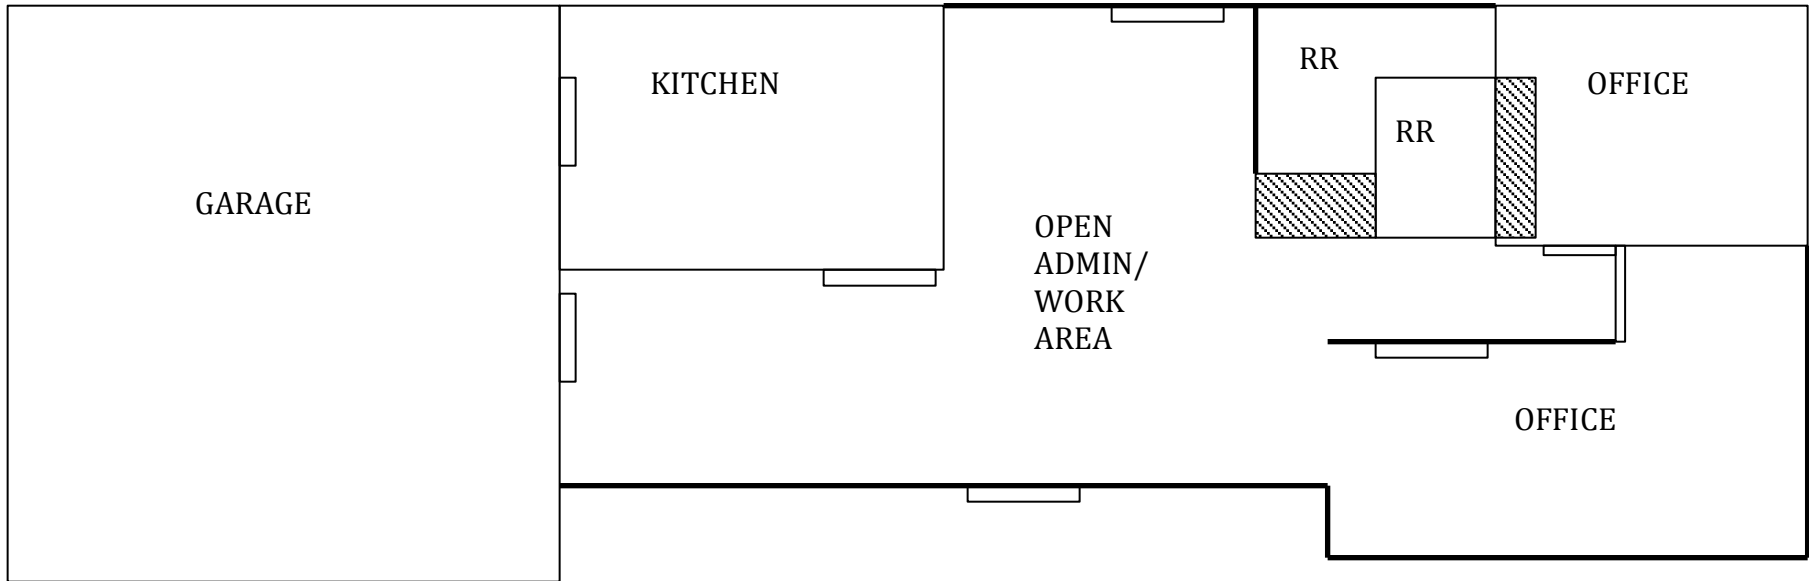 RR
KITCHEN
OFFICE
RR
GARAGE
OPEN
ADMIN/
WORK
AREA
OFFICE